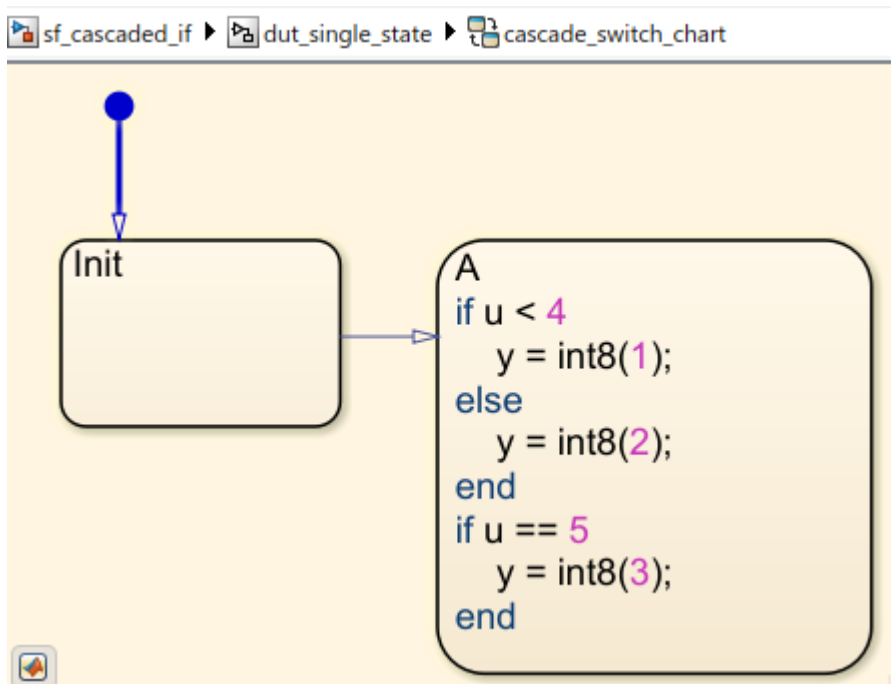 sf_cascaded_if dut_single_state cascade_switch_chart
Init
A
if u < 4
y = int8(1);
else
y = int8(2);
end
if u == 5
y = int8(3);
end